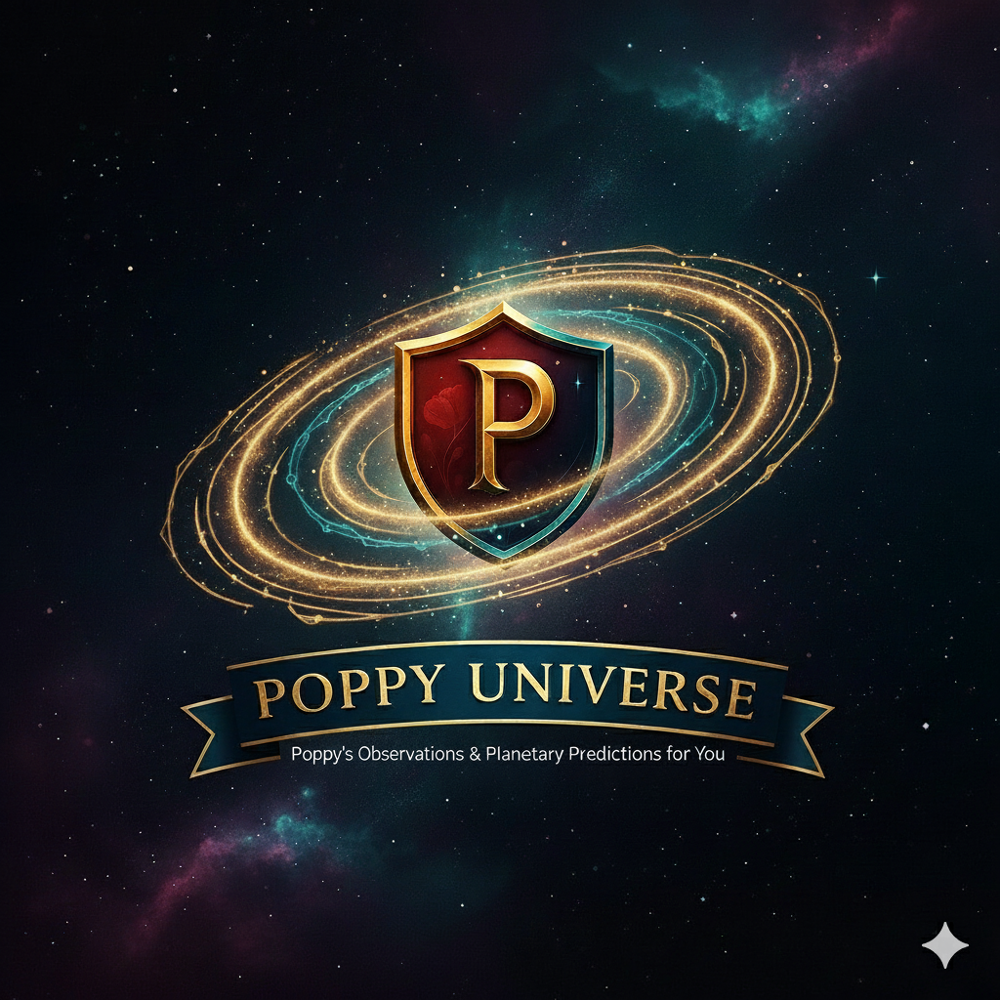 P
POPPY UNIVERSE
Poppy's Observations & Planetary Predictions for You